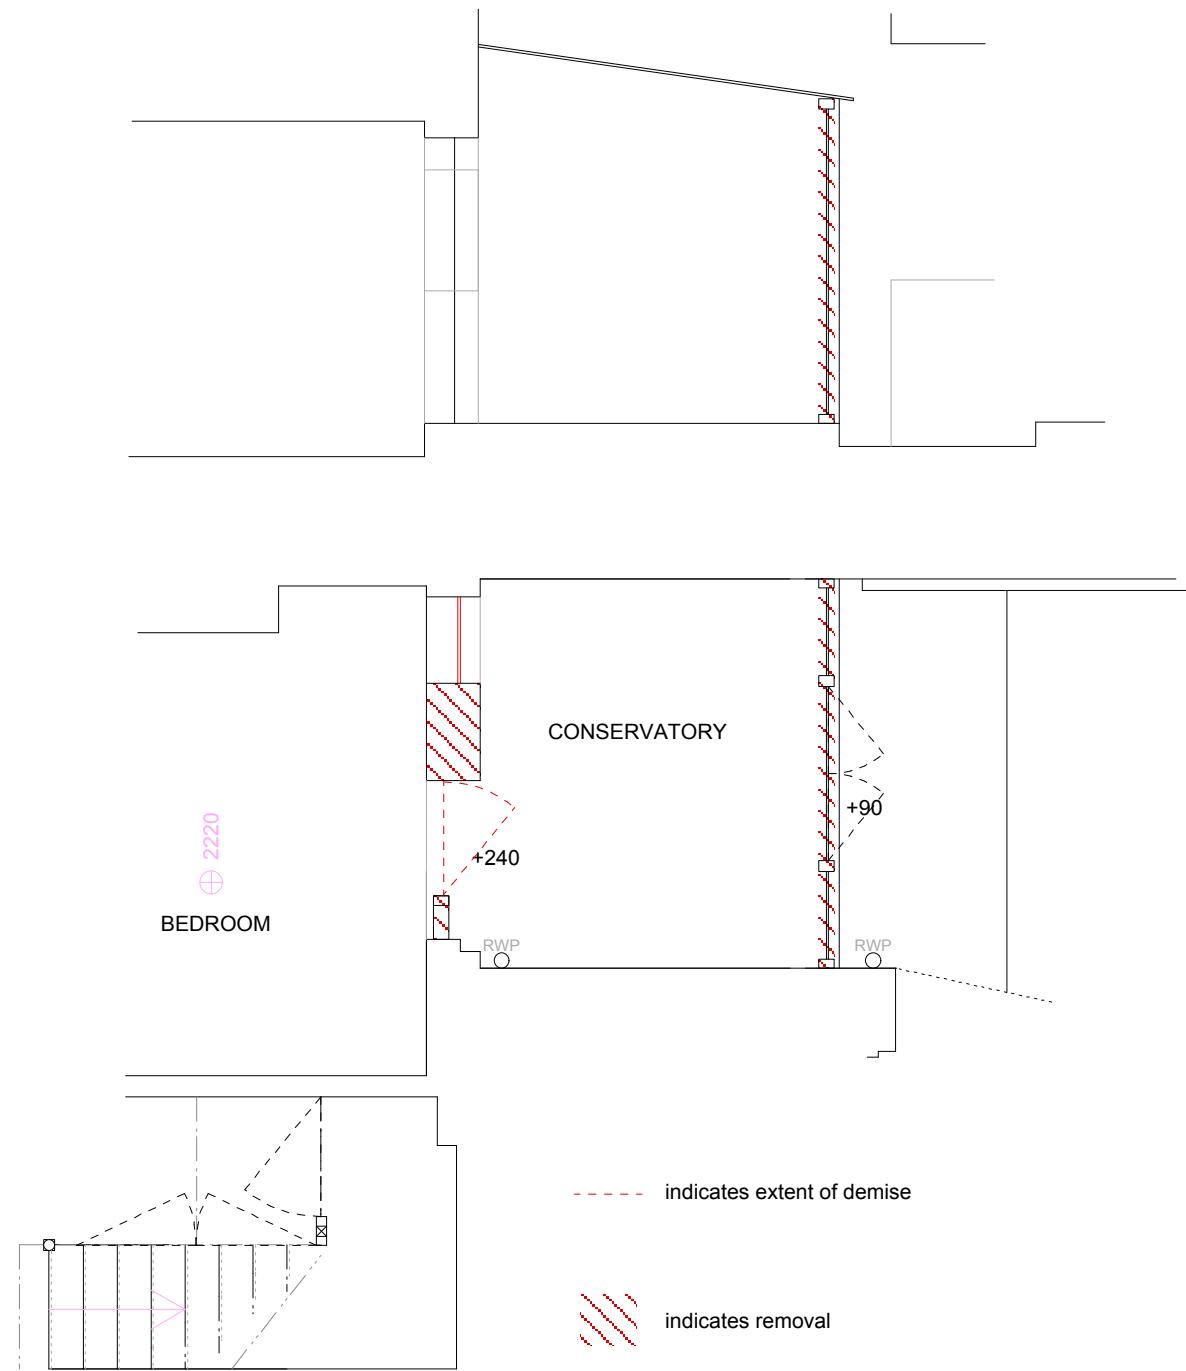 CONSERVATORY
+90
2220
+240
BEDROOM
RWP
RWP
indicates extent of demise
indicates removal